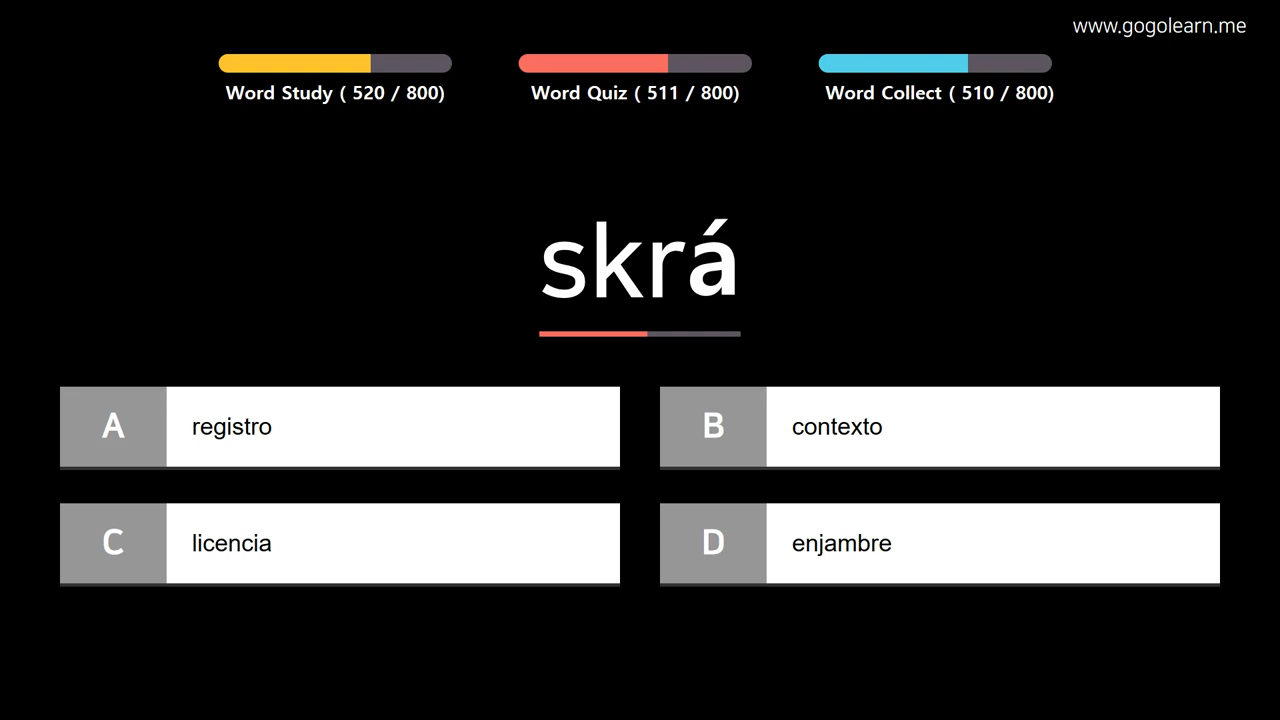 www.gogolearn.me
Word Study ( 520 / 800)
Word Quiz ( 511 / 800)
Word Collect ( 510 / 800)
skrá
A registro
B contexto
C licencia
D enjambre